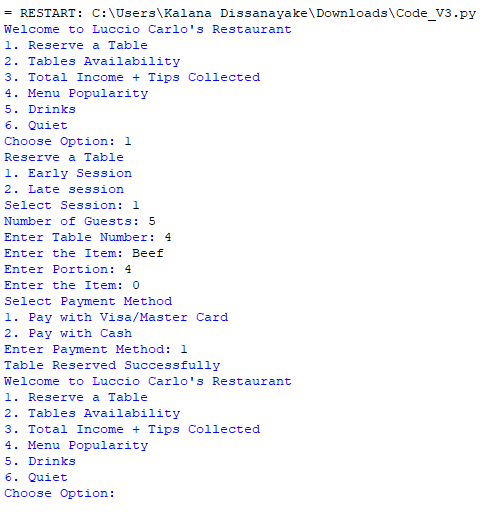 = RESTART: C:\Users\Kalana Dissanayake\Downloads\Code_V3.py
Welcome to Luccio Carlo's Restaurant
1. Reserve a Table
2. Tables Availability
3. Total Income + Tips Collected
4. Menu Popularity
5. Drinks
6. Quiet
Choose Option: 1
Reserve a Table
1. Early Session
2. Late session
Select Session: 1
Number of Guests: 5
Enter Table Number: 4
Enter the Item: Beef
Enter Portion: 4
Enter the Item: 0
Select Payment Method
1. Pay with Visa/Master Card
2. Pay with Cash
Enter Payment Method: 1
Table Reserved Successfully
Welcome to Luccio Carlo's Restaurant
1. Reserve a Table
2. Tables Availability
3. Total Income + Tips Collected
4. Menu Popularity
5. Drinks
6. Quiet
Choose Option: